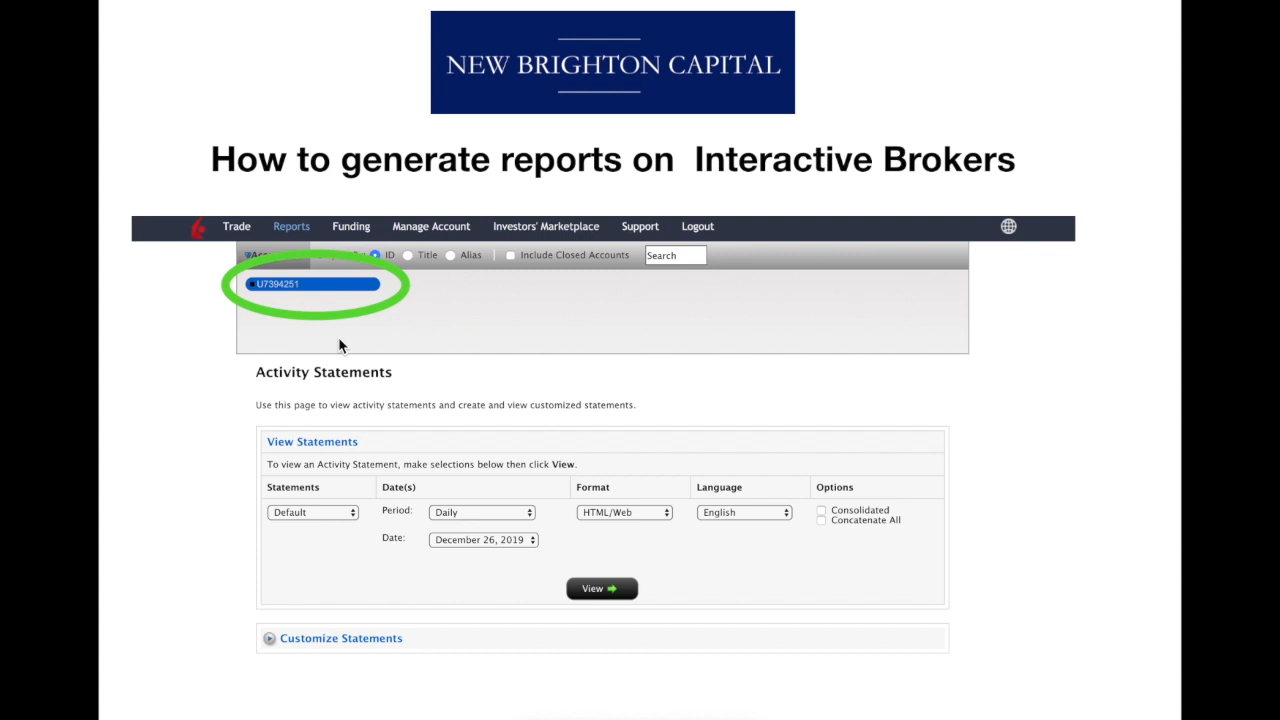 NEW BRIGHTON CAPITAL
How to generate reports on Interactive Brokers
Trade Reports Funding Manage Account Investors' Marketplace Support Logout
ID Title Alias Include Closed Accounts Search
U7394251
Activity Statements
Use this page to view activity statements and create and view customized statements.
View Statements
To view an Activity Statement, make selections below then click View.
Statements Date(s) Format Language Options
Default Period: Daily HTML/Web English Consolidated
Concatenate All
Date: December 26, 2019
View
Customize Statements